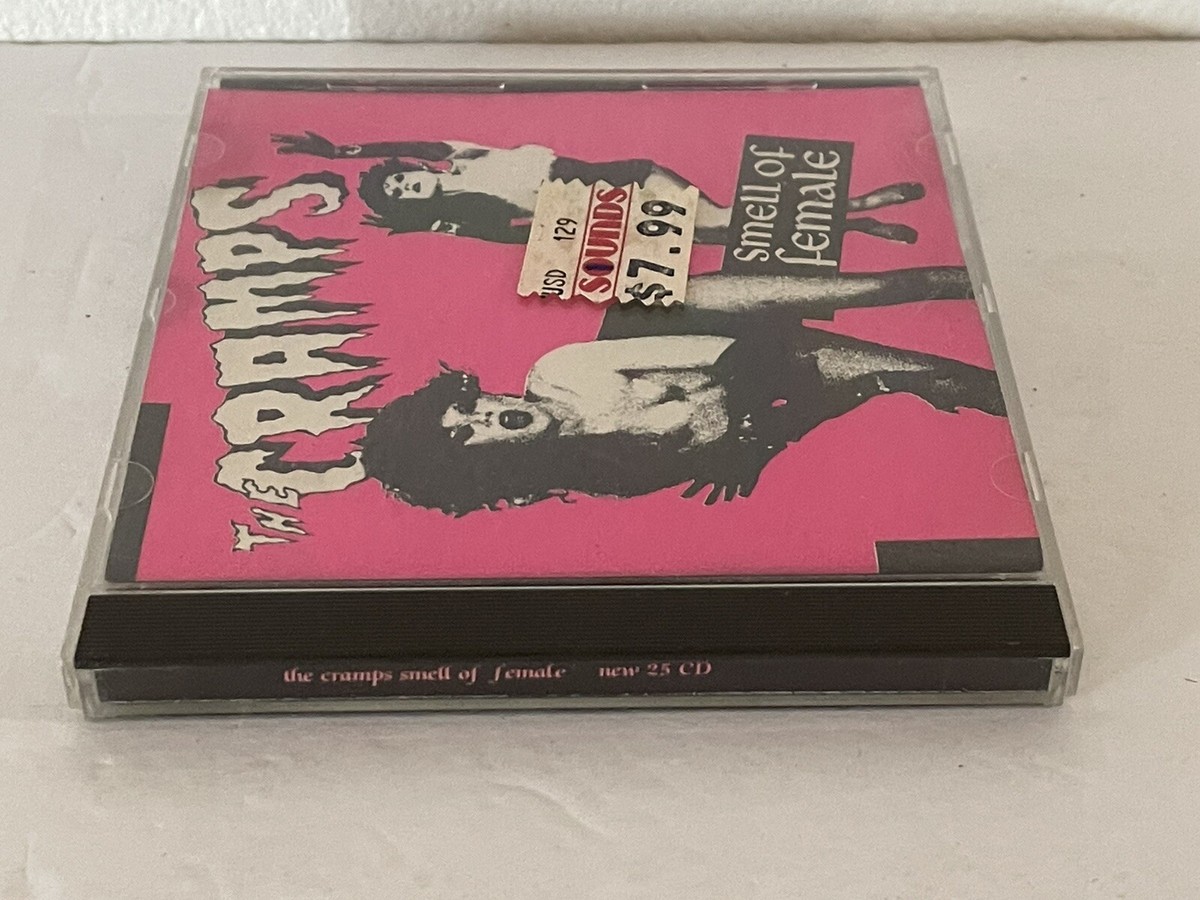 THE CRAMPS
smell of
female
USD 129
SOUNDS
$7.99
the cramps smell of female new 25 CD